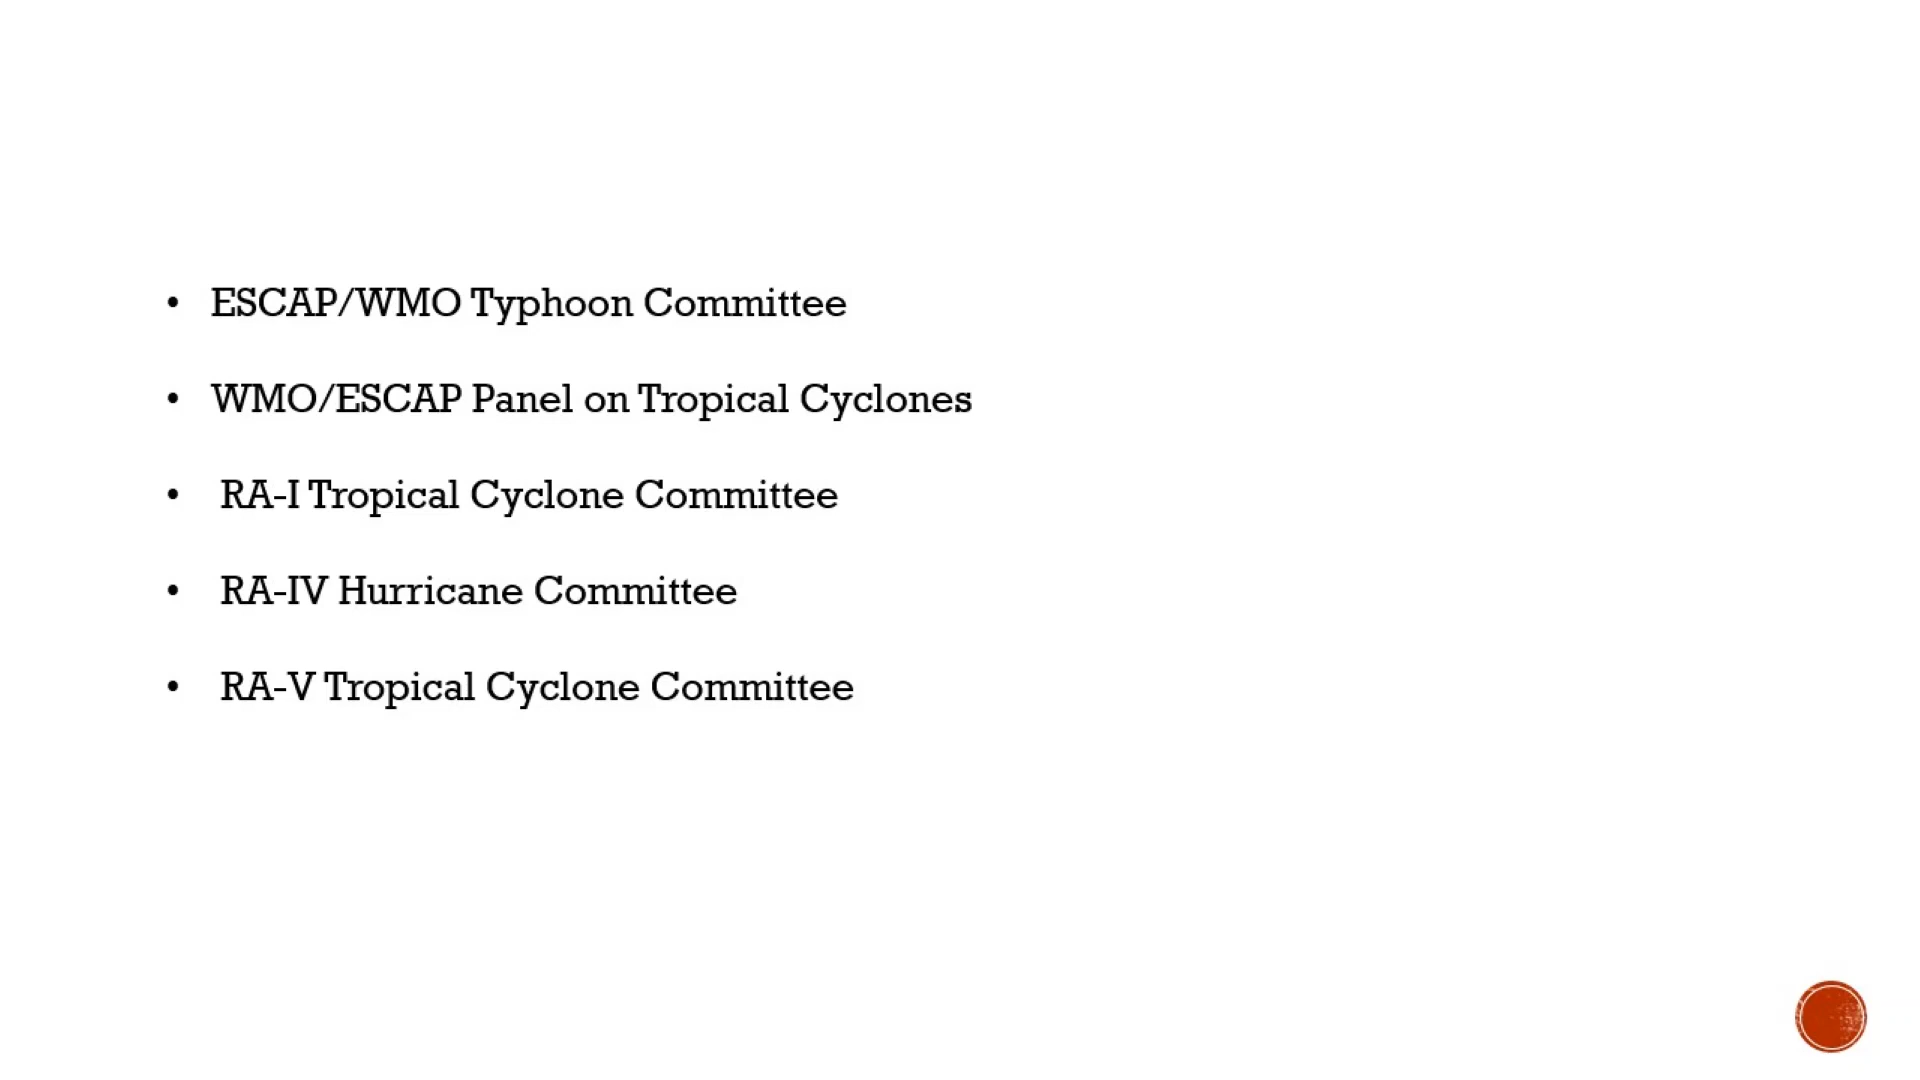 • ESCAP/WMO Typhoon Committee
• WMO/ESCAP Panel on Tropical Cyclones
• RA-I Tropical Cyclone Committee
• RA-IV Hurricane Committee
• RA-V Tropical Cyclone Committee